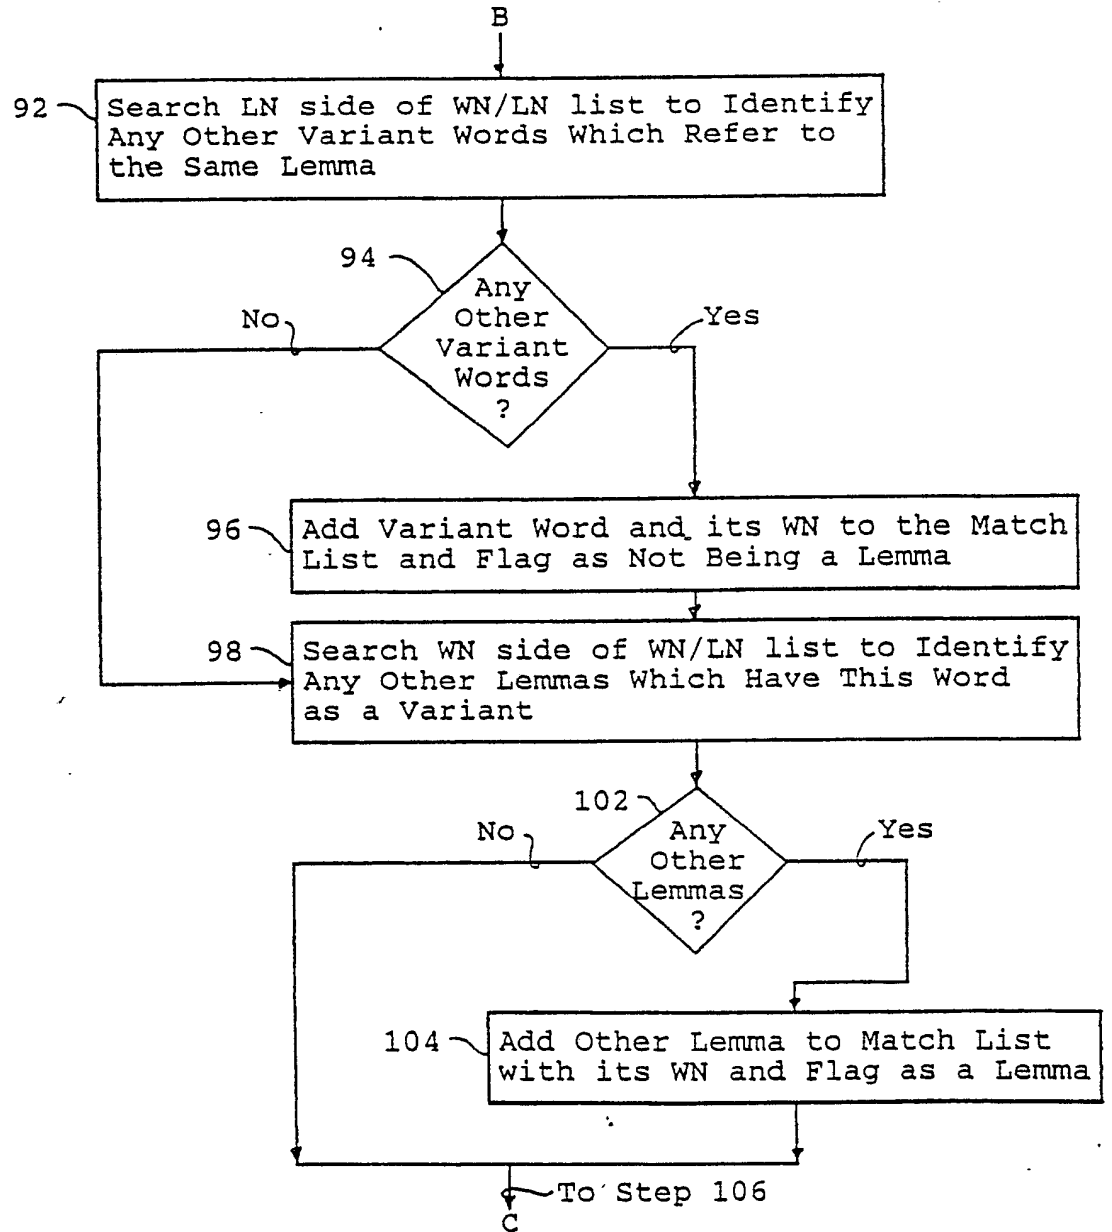 B
92
Search LN side of WN/LN list to Identify
Any Other Variant Words Which Refer to
the Same Lemma
94
Any
Other
Variant
Words
?
No
Yes
96
Add Variant Word and its WN to the Match
List and Flag as Not Being a Lemma
98
Search WN side of WN/LN list to Identify
Any Other Lemmas Which Have This Word
as a Variant
102
Any
Other
Lemmas
?
No
Yes
104
Add Other Lemma to Match List
with its WN and Flag as a Lemma
To Step 106
C